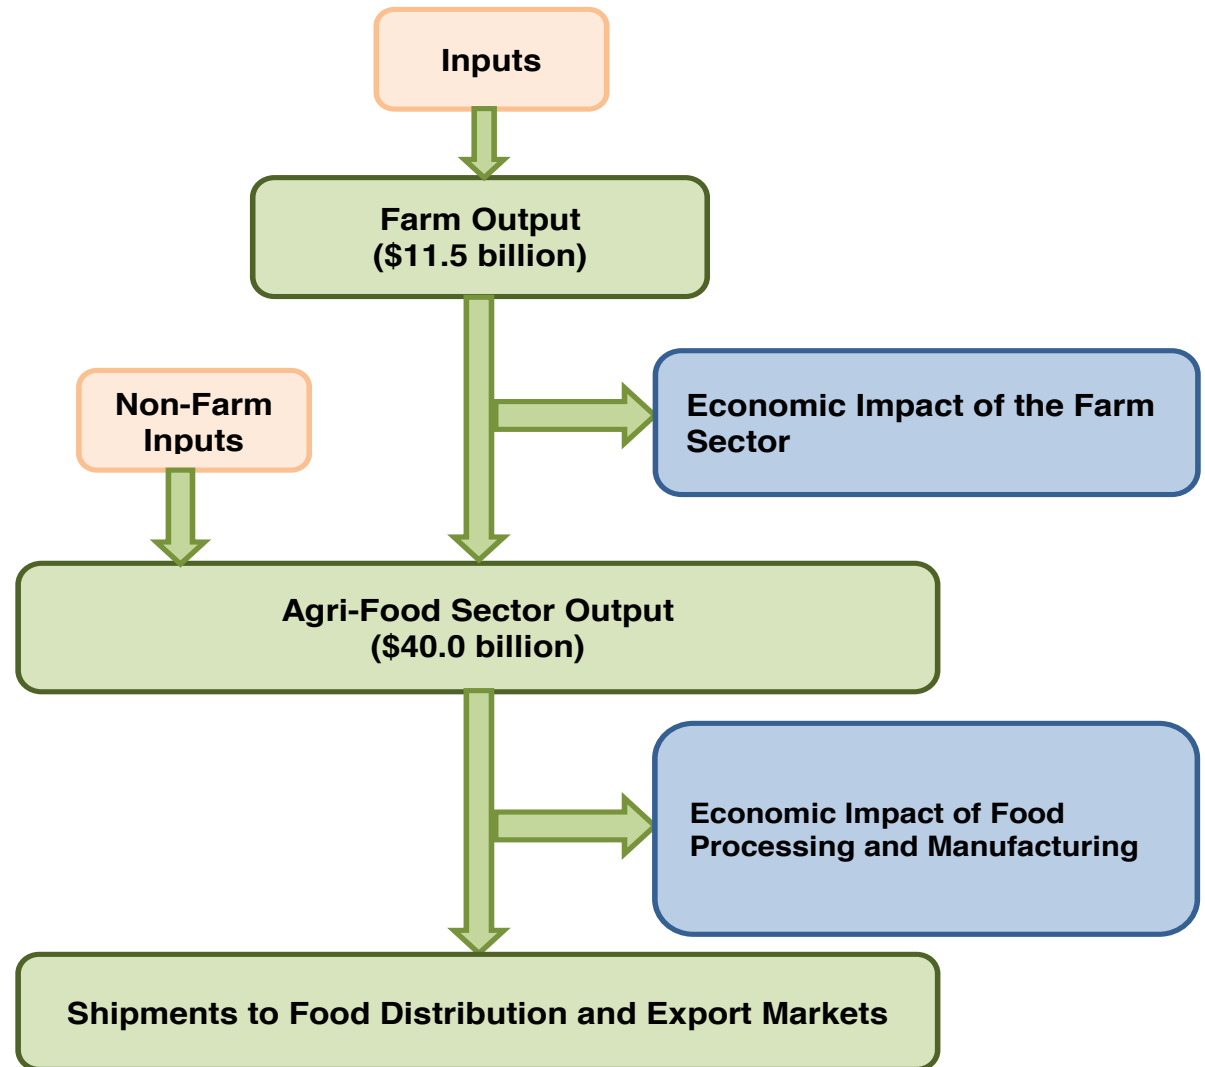 Inputs
Farm Output
($11.5 billion)
Economic Impact of the Farm
Sector
Non-Farm
Inputs
Agri-Food Sector Output
($40.0 billion)
Economic Impact of Food
Processing and Manufacturing
Shipments to Food Distribution and Export Markets